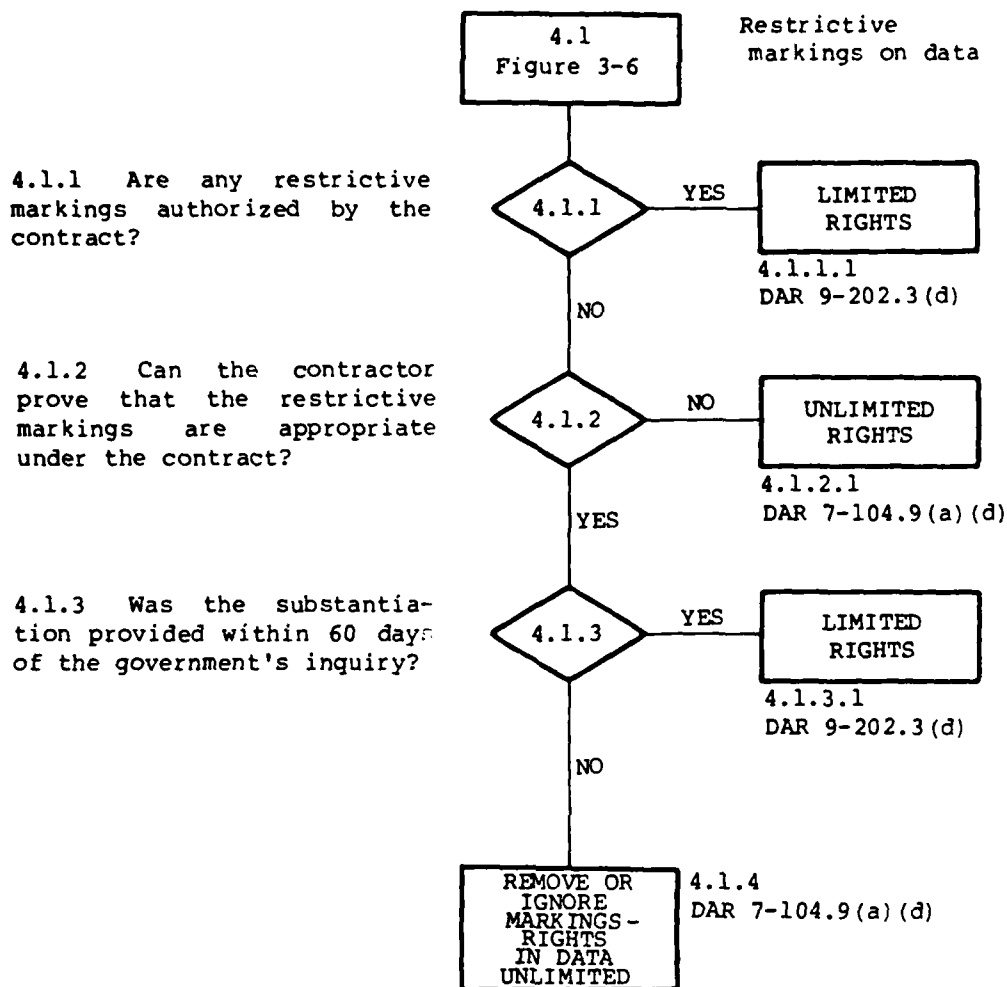 4.1
Figure 3-6
Restrictive
markings on data
4.1.1 Are any restrictive
markings authorized by the
contract?
4.1.1
YES
LIMITED
RIGHTS
4.1.1.1
DAR 9-202.3(d)
NO
4.1.2 Can the contractor
prove that the restrictive
markings are appropriate
under the contract?
4.1.2
NO
UNLIMITED
RIGHTS
4.1.2.1
DAR 7-104.9(a)(d)
YES
4.1.3 Was the substantia-
tion provided within 60 days
of the government's inquiry?
4.1.3
YES
LIMITED
RIGHTS
4.1.3.1
DAR 9-202.3(d)
NO
REMOVE OR
IGNORE
MARKINGS-
RIGHTS
IN DATA
UNLIMITED
4.1.4
DAR 7-104.9(a)(d)